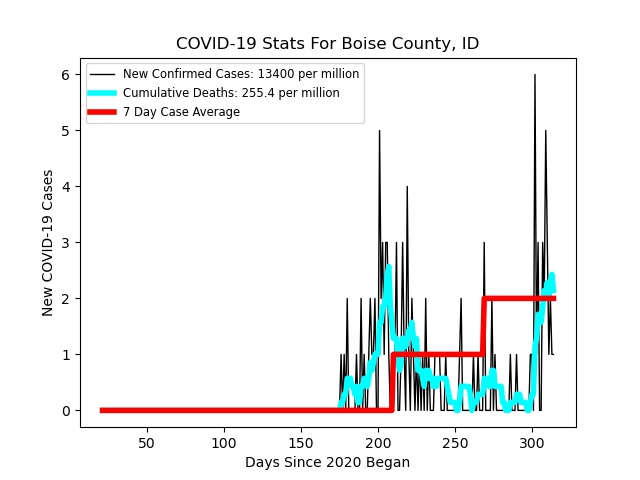 COVID-19 Stats For Boise County, ID
New Confirmed Cases: 13400 per million
Cumulative Deaths: 255.4 per million
7 Day Case Average
6
5
4
3
2
1
0
New COVID-19 Cases
50 100 150 200 250 300
Days Since 2020 Began